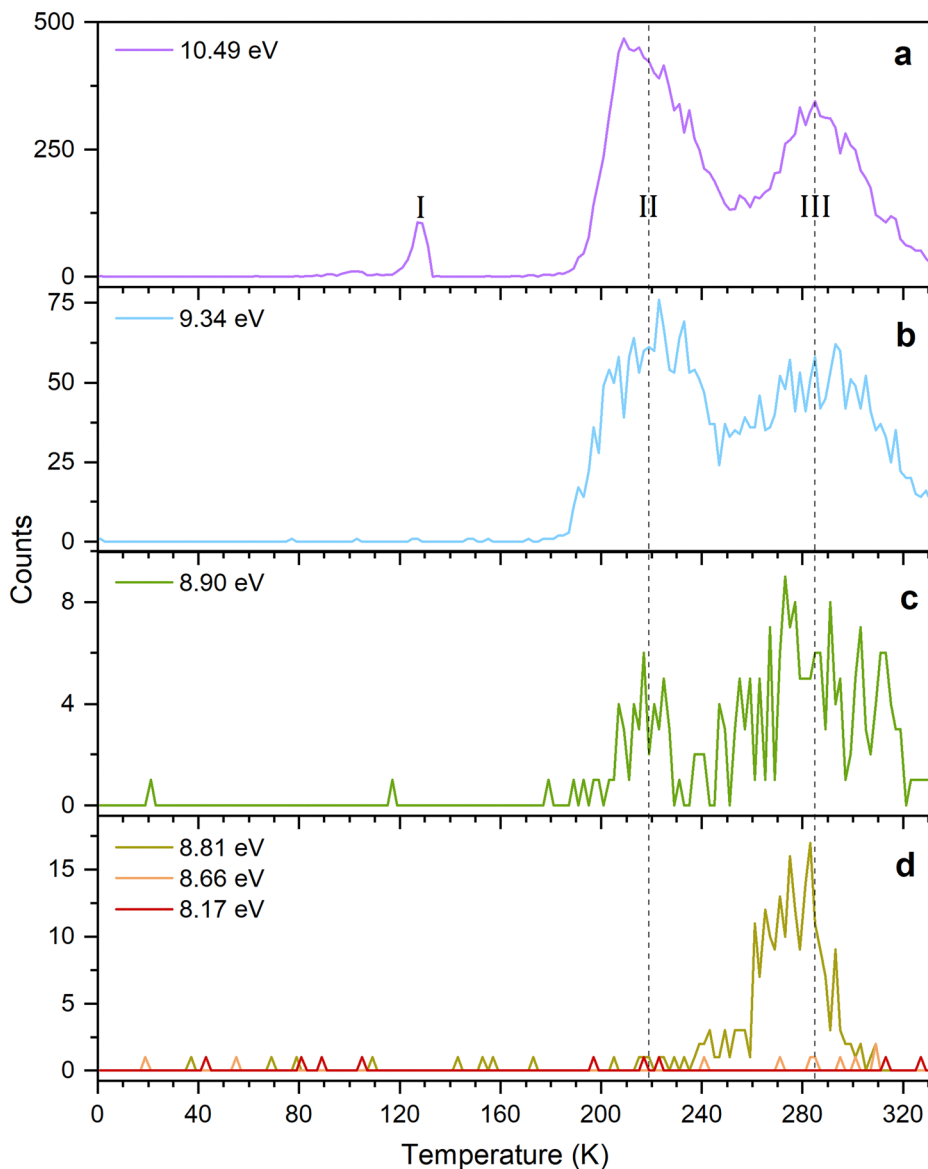 500
10.49 eV
a
250
I
II
III
0
75
9.34 eV
b
50
25
0
Counts
8.90 eV
c
8
4
0
8.81 eV
d
8.66 eV
15
8.17 eV
10
5
0
0 40 80 120 160 200 240 280 320
Temperature (K)